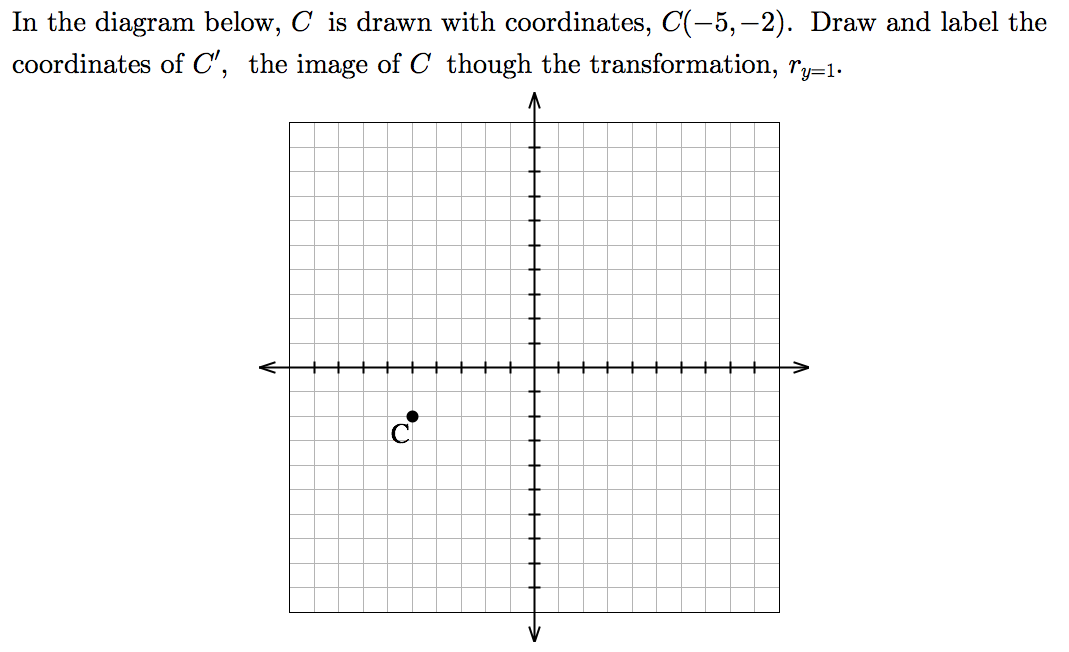 In the diagram below, C is drawn with coordinates, C(−5, −2). Draw and label the
coordinates of C′, the image of C though the transformation, r_{y=1}.
C